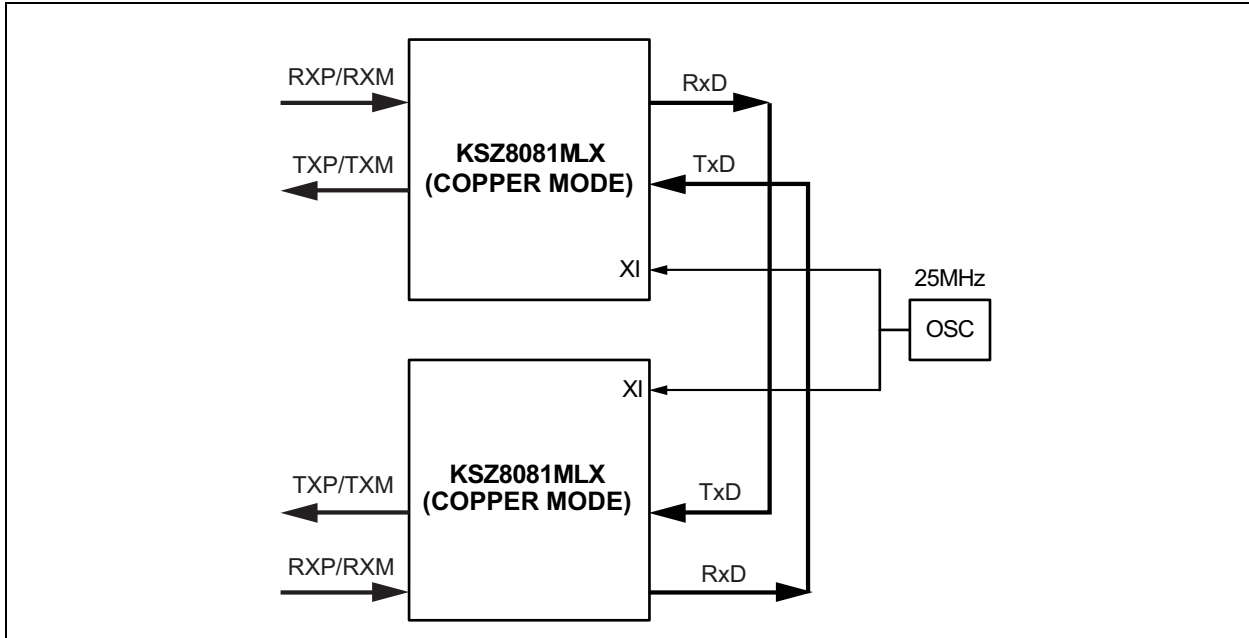 RXP/RXM
TXP/TXM
KSZ8081MLX
(COPPER MODE)
RxD
TxD
XI
25MHz
OSC
XI
KSZ8081MLX
(COPPER MODE)
TXP/TXM
RXP/RXM
TxD
RxD